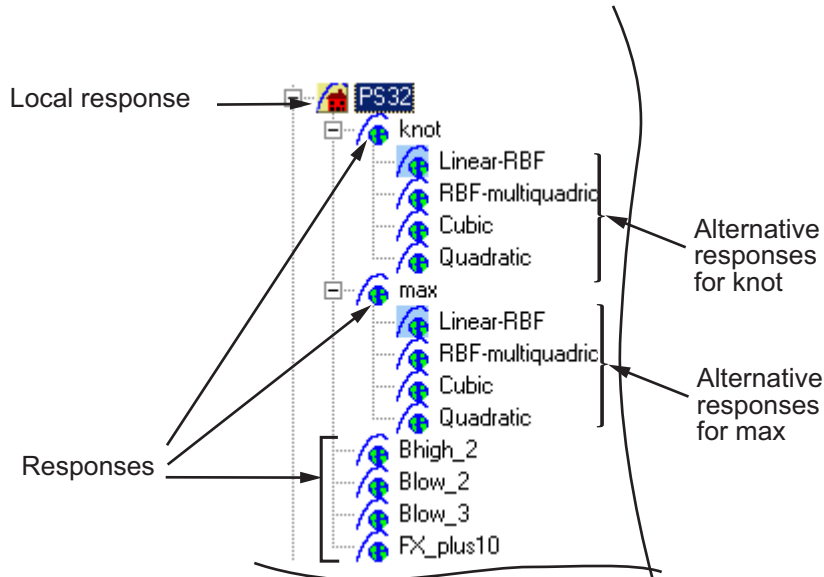 Local response
PS32
knot
Linear-RBF
RBF-multiquadric
Cubic
Quadratic
Alternative
responses
for knot
max
Linear-RBF
RBF-multiquadric
Cubic
Quadratic
Alternative
responses
for max
Responses
Bhigh_2
Blow_2
Blow_3
FX_plus10